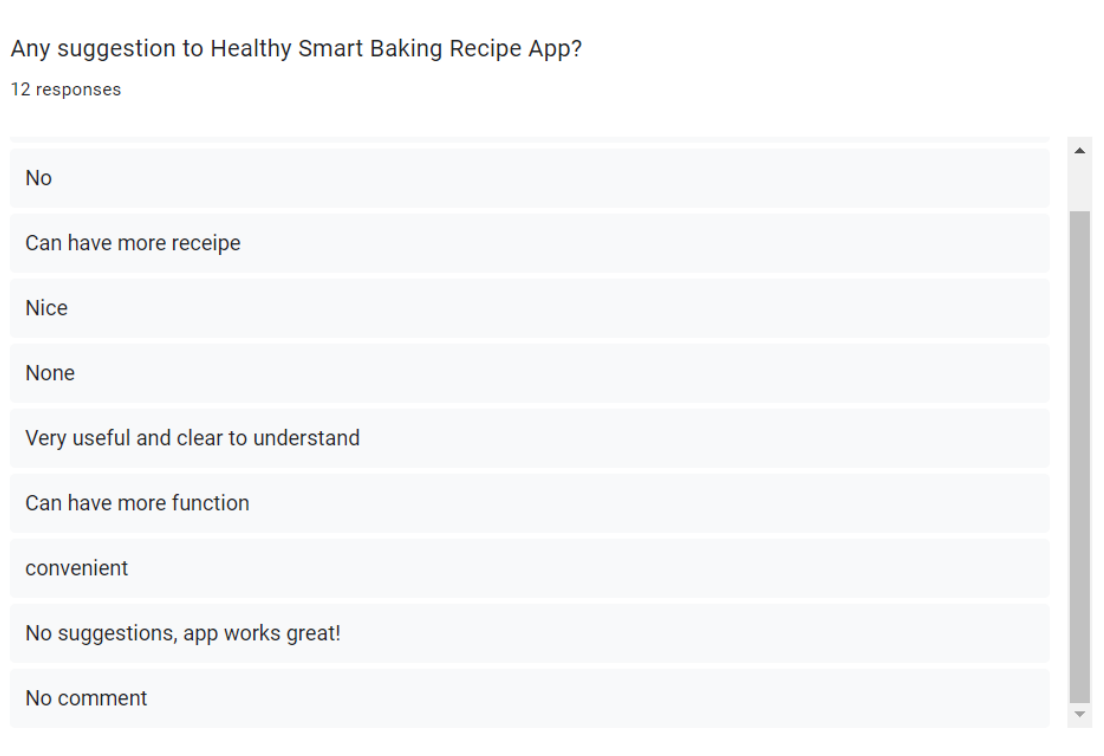 Any suggestion to Healthy Smart Baking Recipe App?
12 responses
No
Can have more receipe
Nice
None
Very useful and clear to understand
Can have more function
convenient
No suggestions, app works great!
No comment